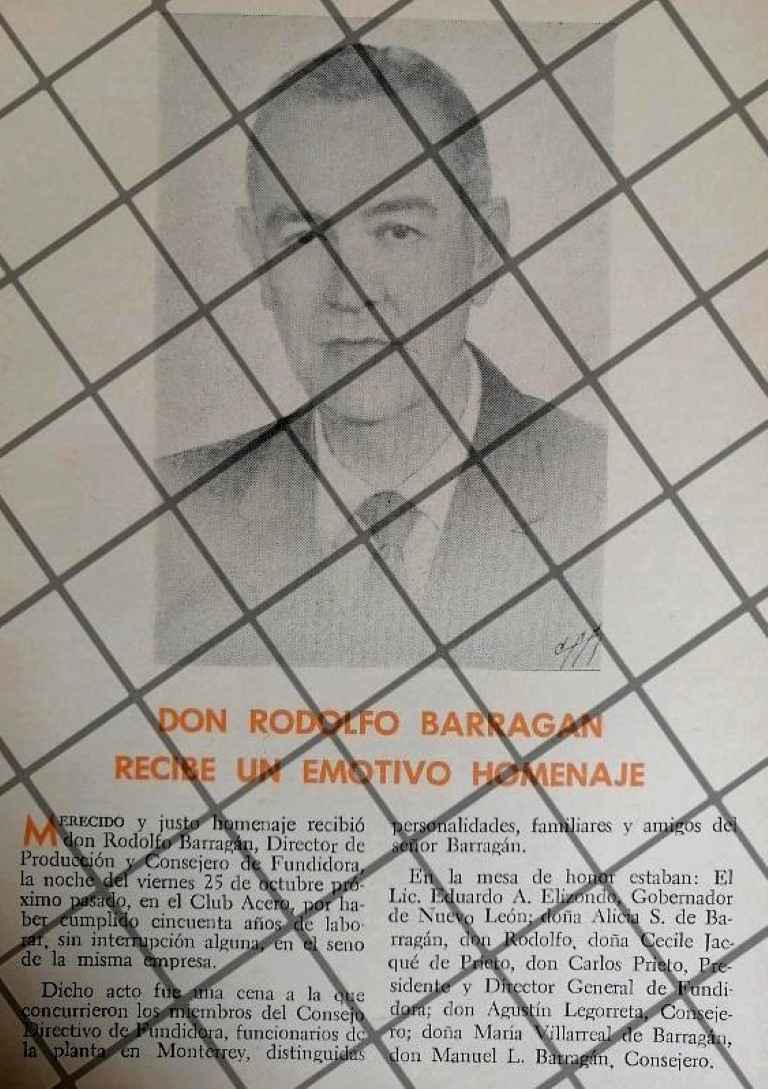 DON RODOLFO BARRAGAN
RECIBE UN EMOTIVO HOMENAJE
MERECIDO y justo homenaje recibió
don Rodolfo Barragán, Director de
Producción y Consejero de Fundidora,
la noche del viernes 25 de octubre pró-
ximo pasado, en el Club Acero, por ha-
ber cumplido cincuenta años de labo-
rar, sin interrupción alguna, en el seno
de la misma empresa.
Dicho acto fue una cena a la que
concurrieron los miembros del Consejo
Directivo de Fundidora, funcionarios de
la planta en Monterrey, distinguidas
personalidades, familiares y amigos del
señor Barragán.
En la mesa de honor estaban: El
Lic. Eduardo A. Elizondo, Gobernador
de Nuevo León; doña Alicia S. de Ba-
rragán, don Rodolfo, doña Cecile Jac-
qué de Prieto, don Carlos Prieto, Pre-
sidente y Director General de Fundi-
dora; don Agustín Legorreta, Conseje-
ro; doña María Villarreal de Barragán,
don Manuel L. Barragán, Consejero.